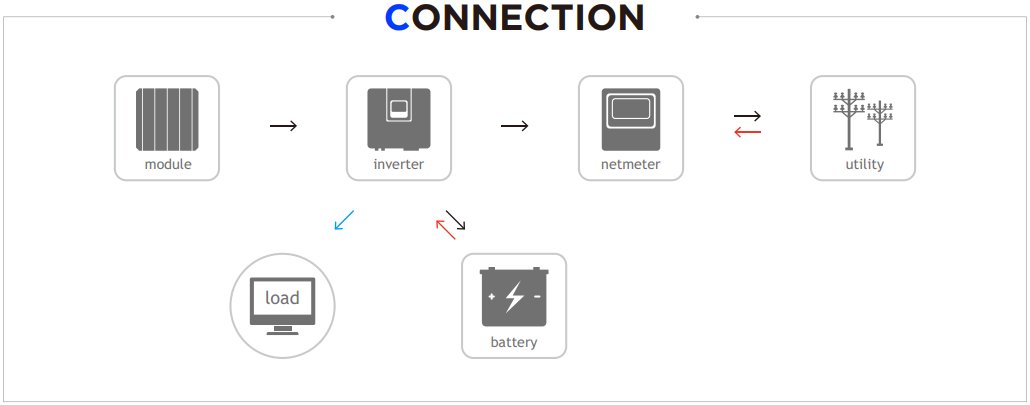 CONNECTION
module
inverter
netmeter
utility
load
battery